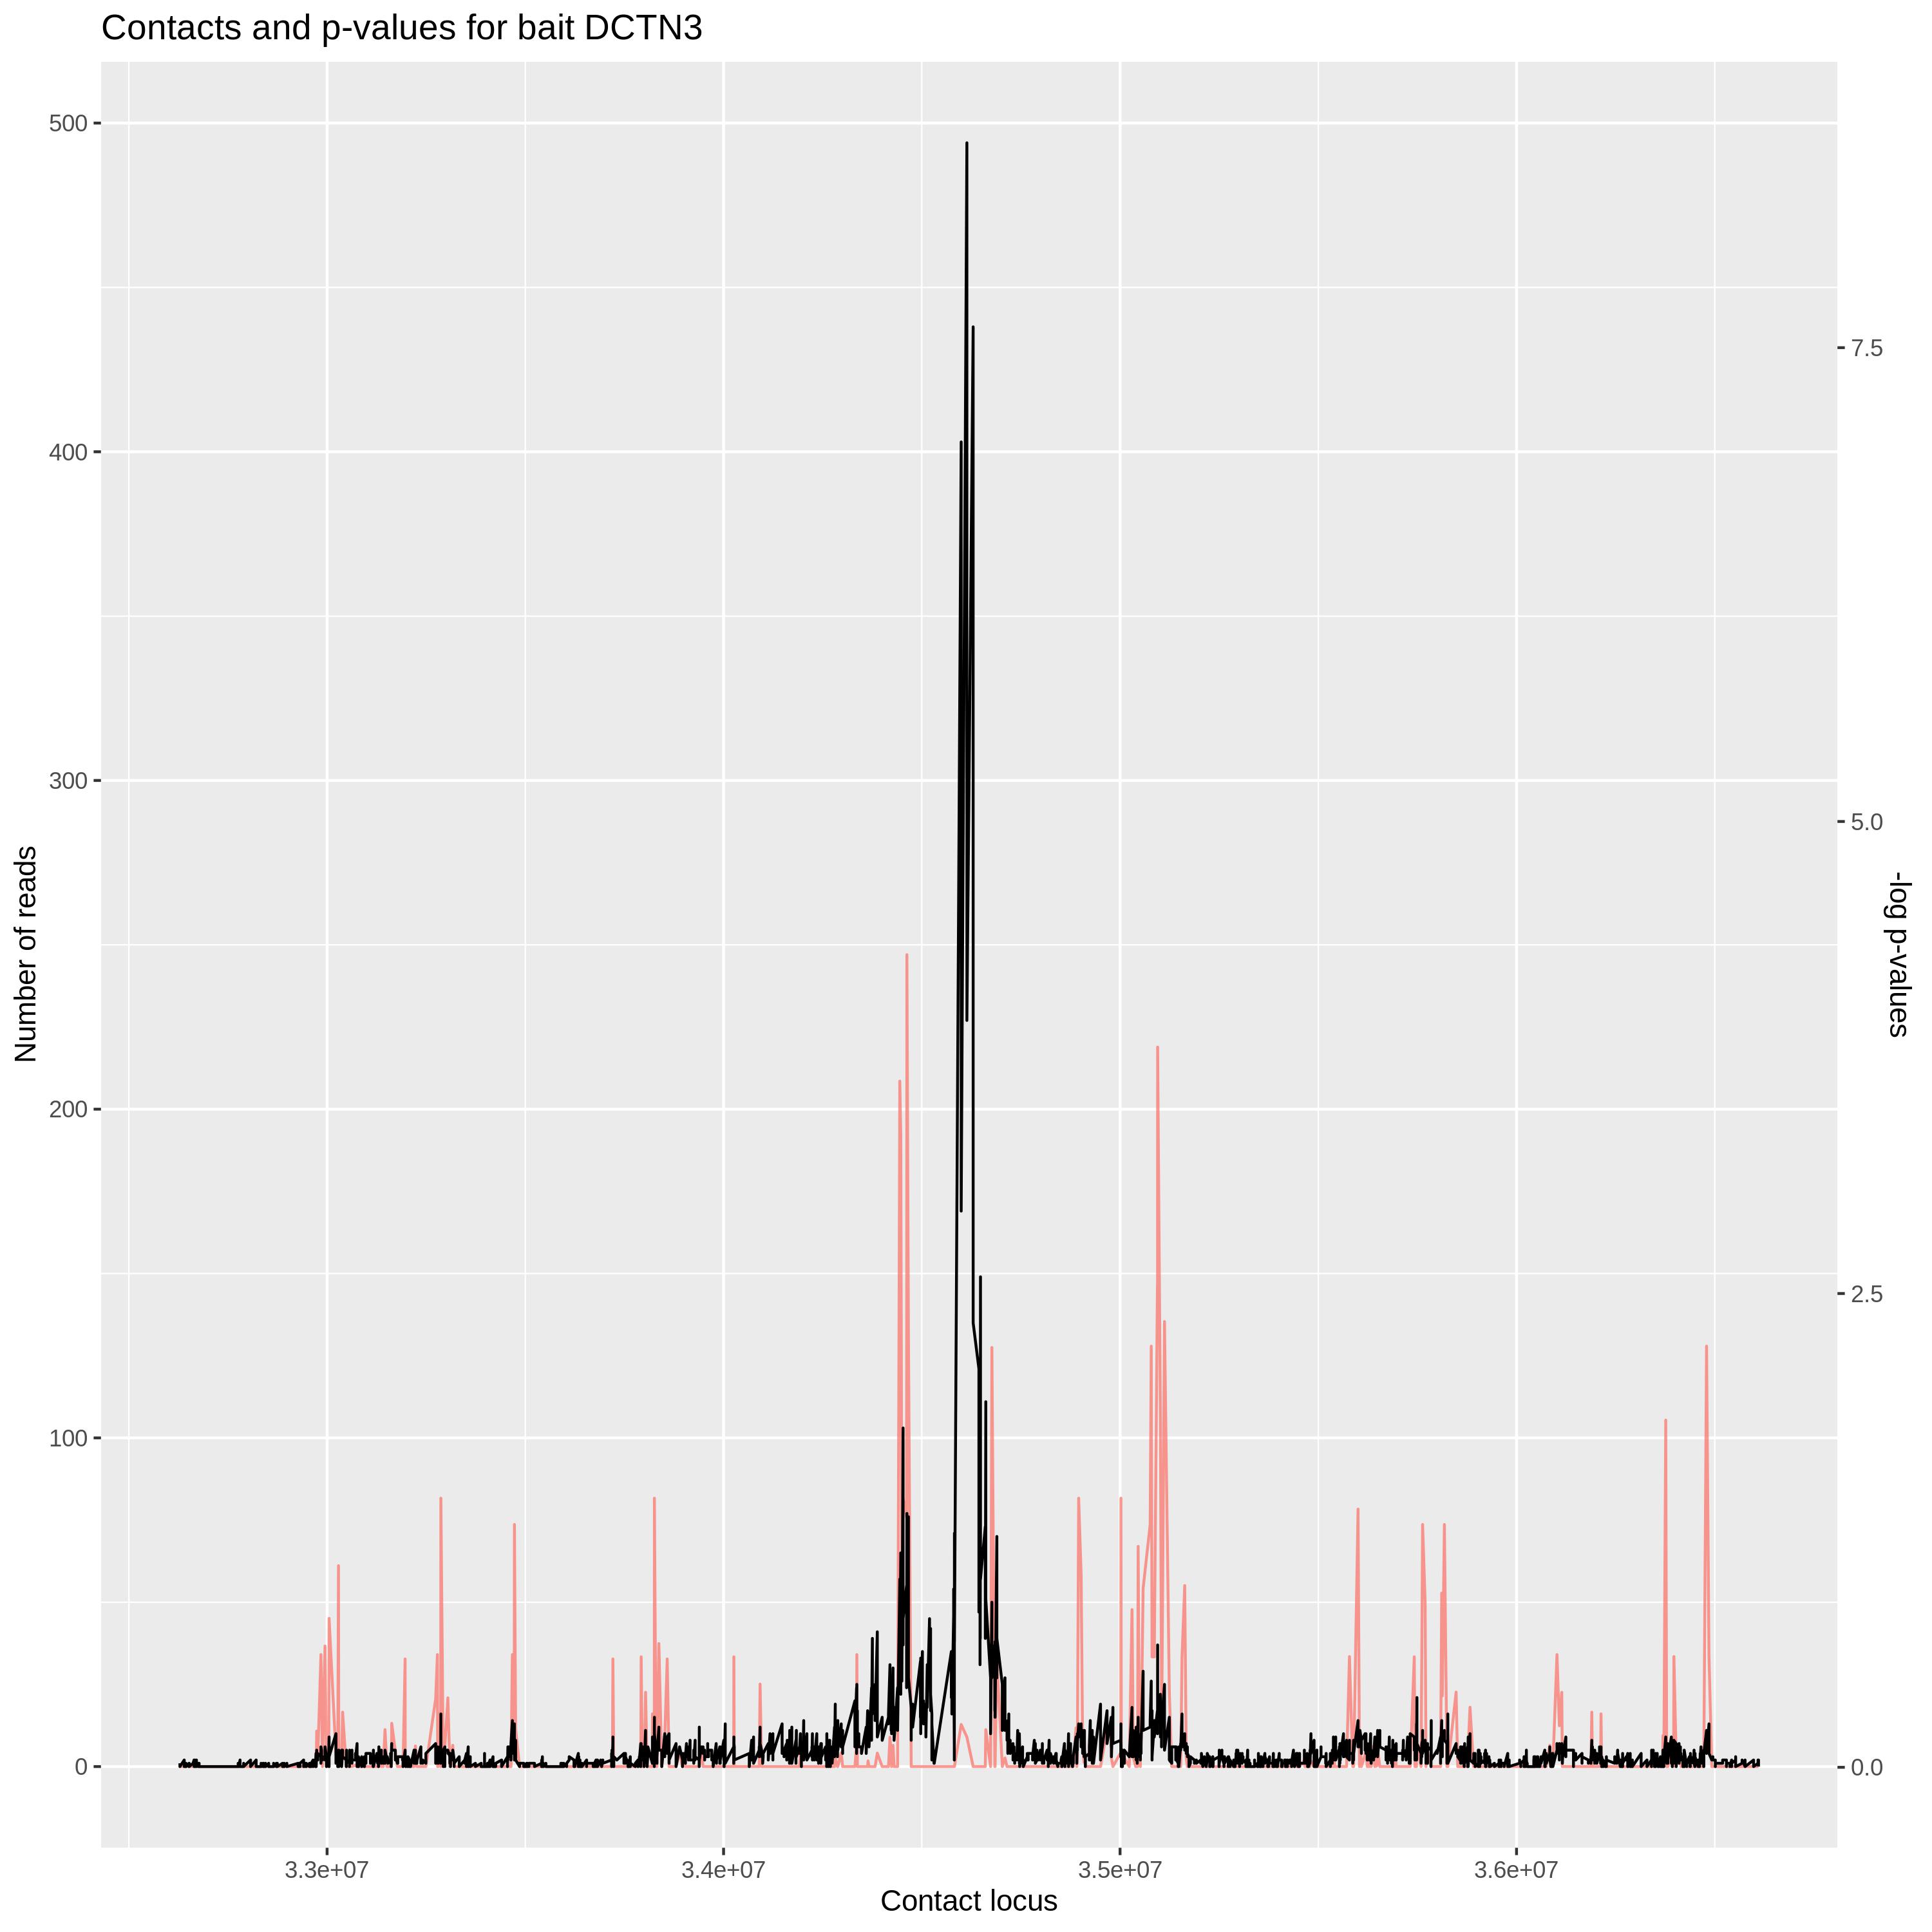 Contacts and p-values for bait DCTN3
500
400
300
200
100
0
Number of reads
7.5
5.0
2.5
0.0
-log p-values
3.3e+07
3.4e+07
3.5e+07
3.6e+07
Contact locus